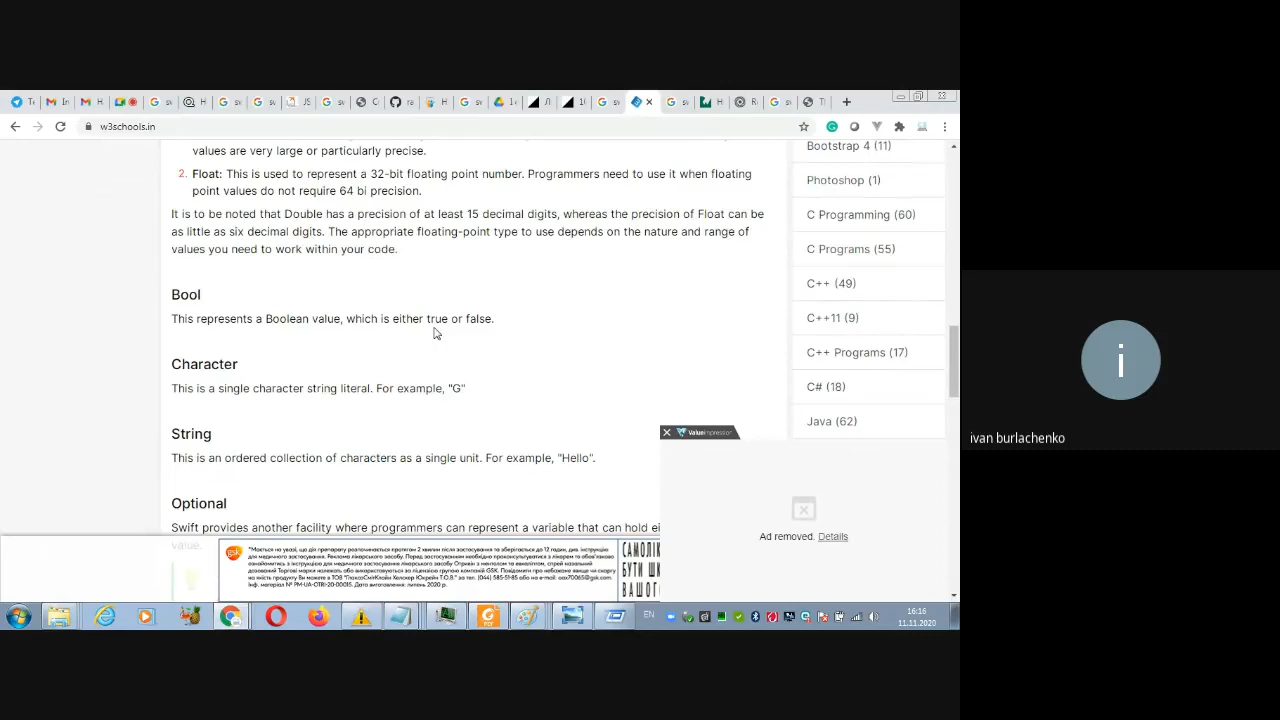 w3schools.in
values are very large or particularly precise.
2. Float: This is used to represent a 32-bit floating point number. Programmers need to use it when floating
point values do not require 64 bi precision.
It is to be noted that Double has a precision of at least 15 decimal digits, whereas the precision of Float can be
as little as six decimal digits. The appropriate floating-point type to use depends on the nature and range of
values you need to work within your code.
Bool
This represents a Boolean value, which is either true or false.
Character
This is a single character string literal. For example, "G"
String
This is an ordered collection of characters as a single unit. For example, "Hello".
Optional
Swift provides another facility where programmers can represent a variable that can hold ei
value.
Bootstrap 4 (11)
Photoshop (1)
C Programming (60)
C Programs (55)
C++ (49)
C++11 (9)
C++ Programs (17)
C# (18)
Java (62)
Valueimpression
Ad removed. Details
gsk
САМОЛІК
БУТИ ШК
ВАШОГ
EN
16:16
11.11.2020
i
ivan burlachenko